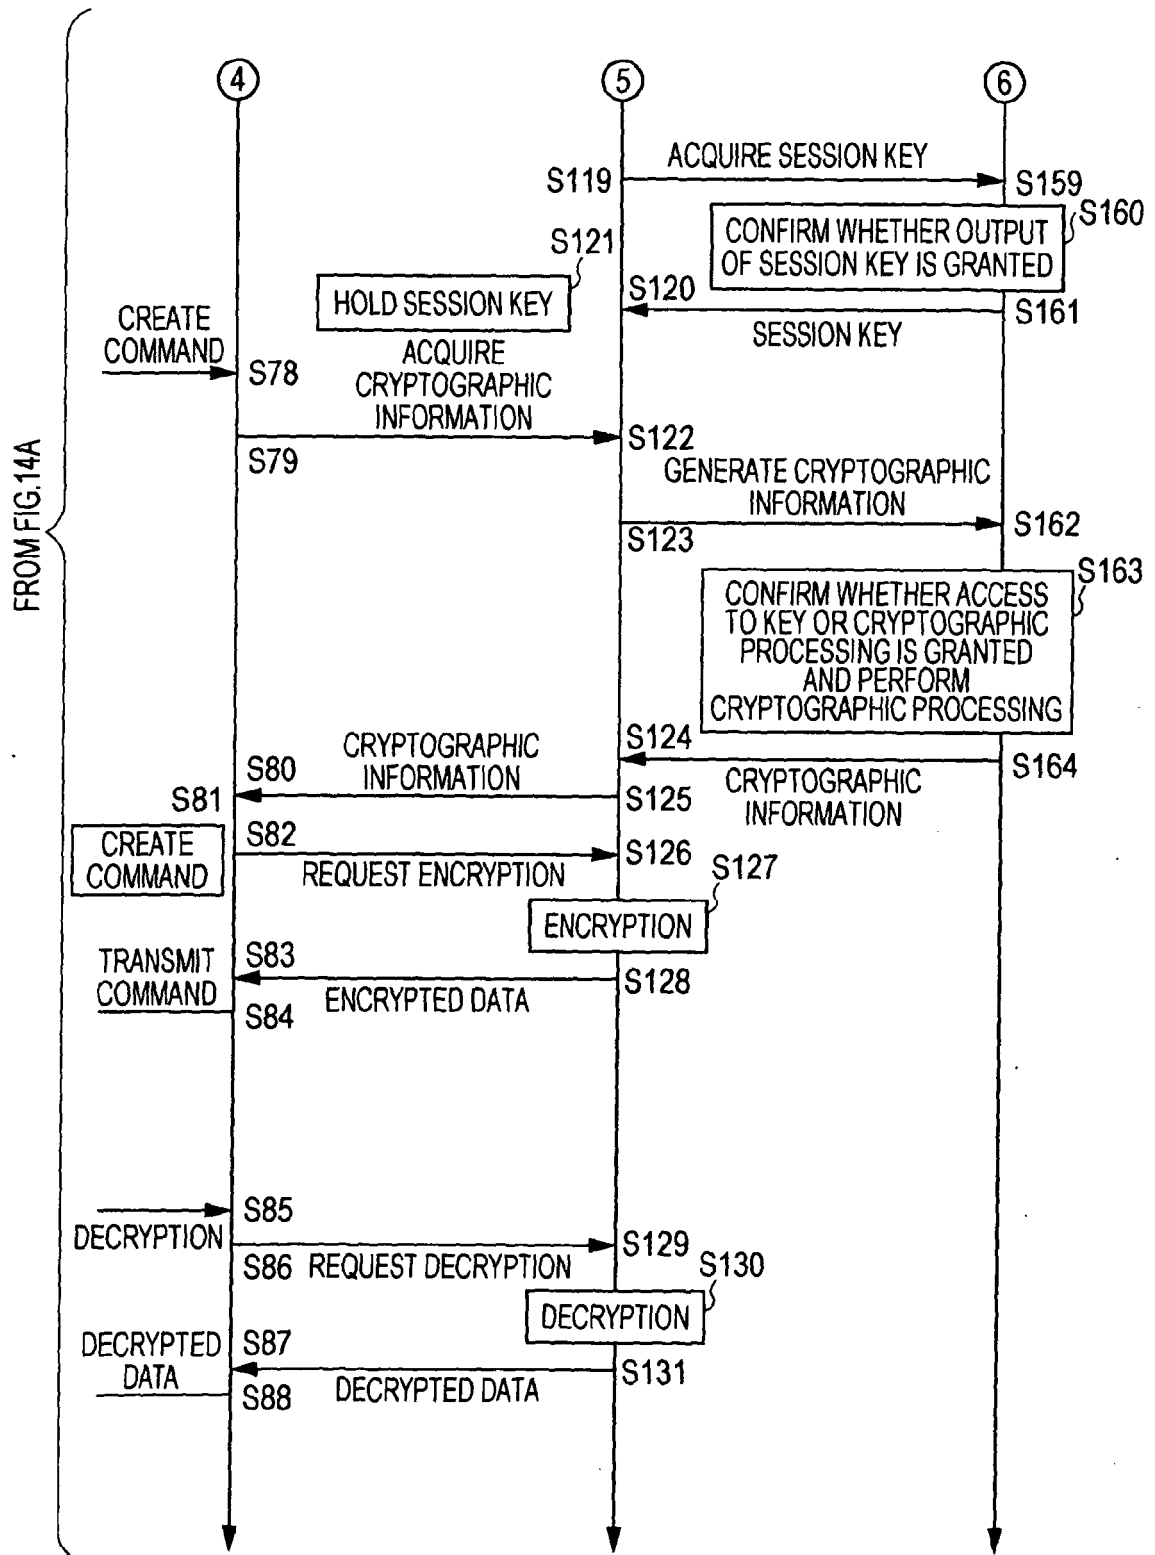 FROM FIG.14A
4
5
6
ACQUIRE SESSION KEY
S119
S159
S160
CONFIRM WHETHER OUTPUT
OF SESSION KEY IS GRANTED
S121
HOLD SESSION KEY
S120
S161
SESSION KEY
CREATE
COMMAND
S78
ACQUIRE
CRYPTOGRAPHIC
INFORMATION
S79
S122
GENERATE CRYPTOGRAPHIC
INFORMATION
S123
S162
S163
CONFIRM WHETHER ACCESS
TO KEY OR CRYPTOGRAPHIC
PROCESSING IS GRANTED
AND PERFORM
CRYPTOGRAPHIC PROCESSING
S124
S164
CRYPTOGRAPHIC
INFORMATION
CRYPTOGRAPHIC
INFORMATION
S80
S125
S81
CREATE
COMMAND
S82
S126
REQUEST ENCRYPTION
S127
ENCRYPTION
TRANSMIT
COMMAND
S83
S128
ENCRYPTED DATA
S84
S85
DECRYPTION
S86
REQUEST DECRYPTION
S129
S130
DECRYPTION
DECRYPTED
DATA
S87
S131
DECRYPTED DATA
S88